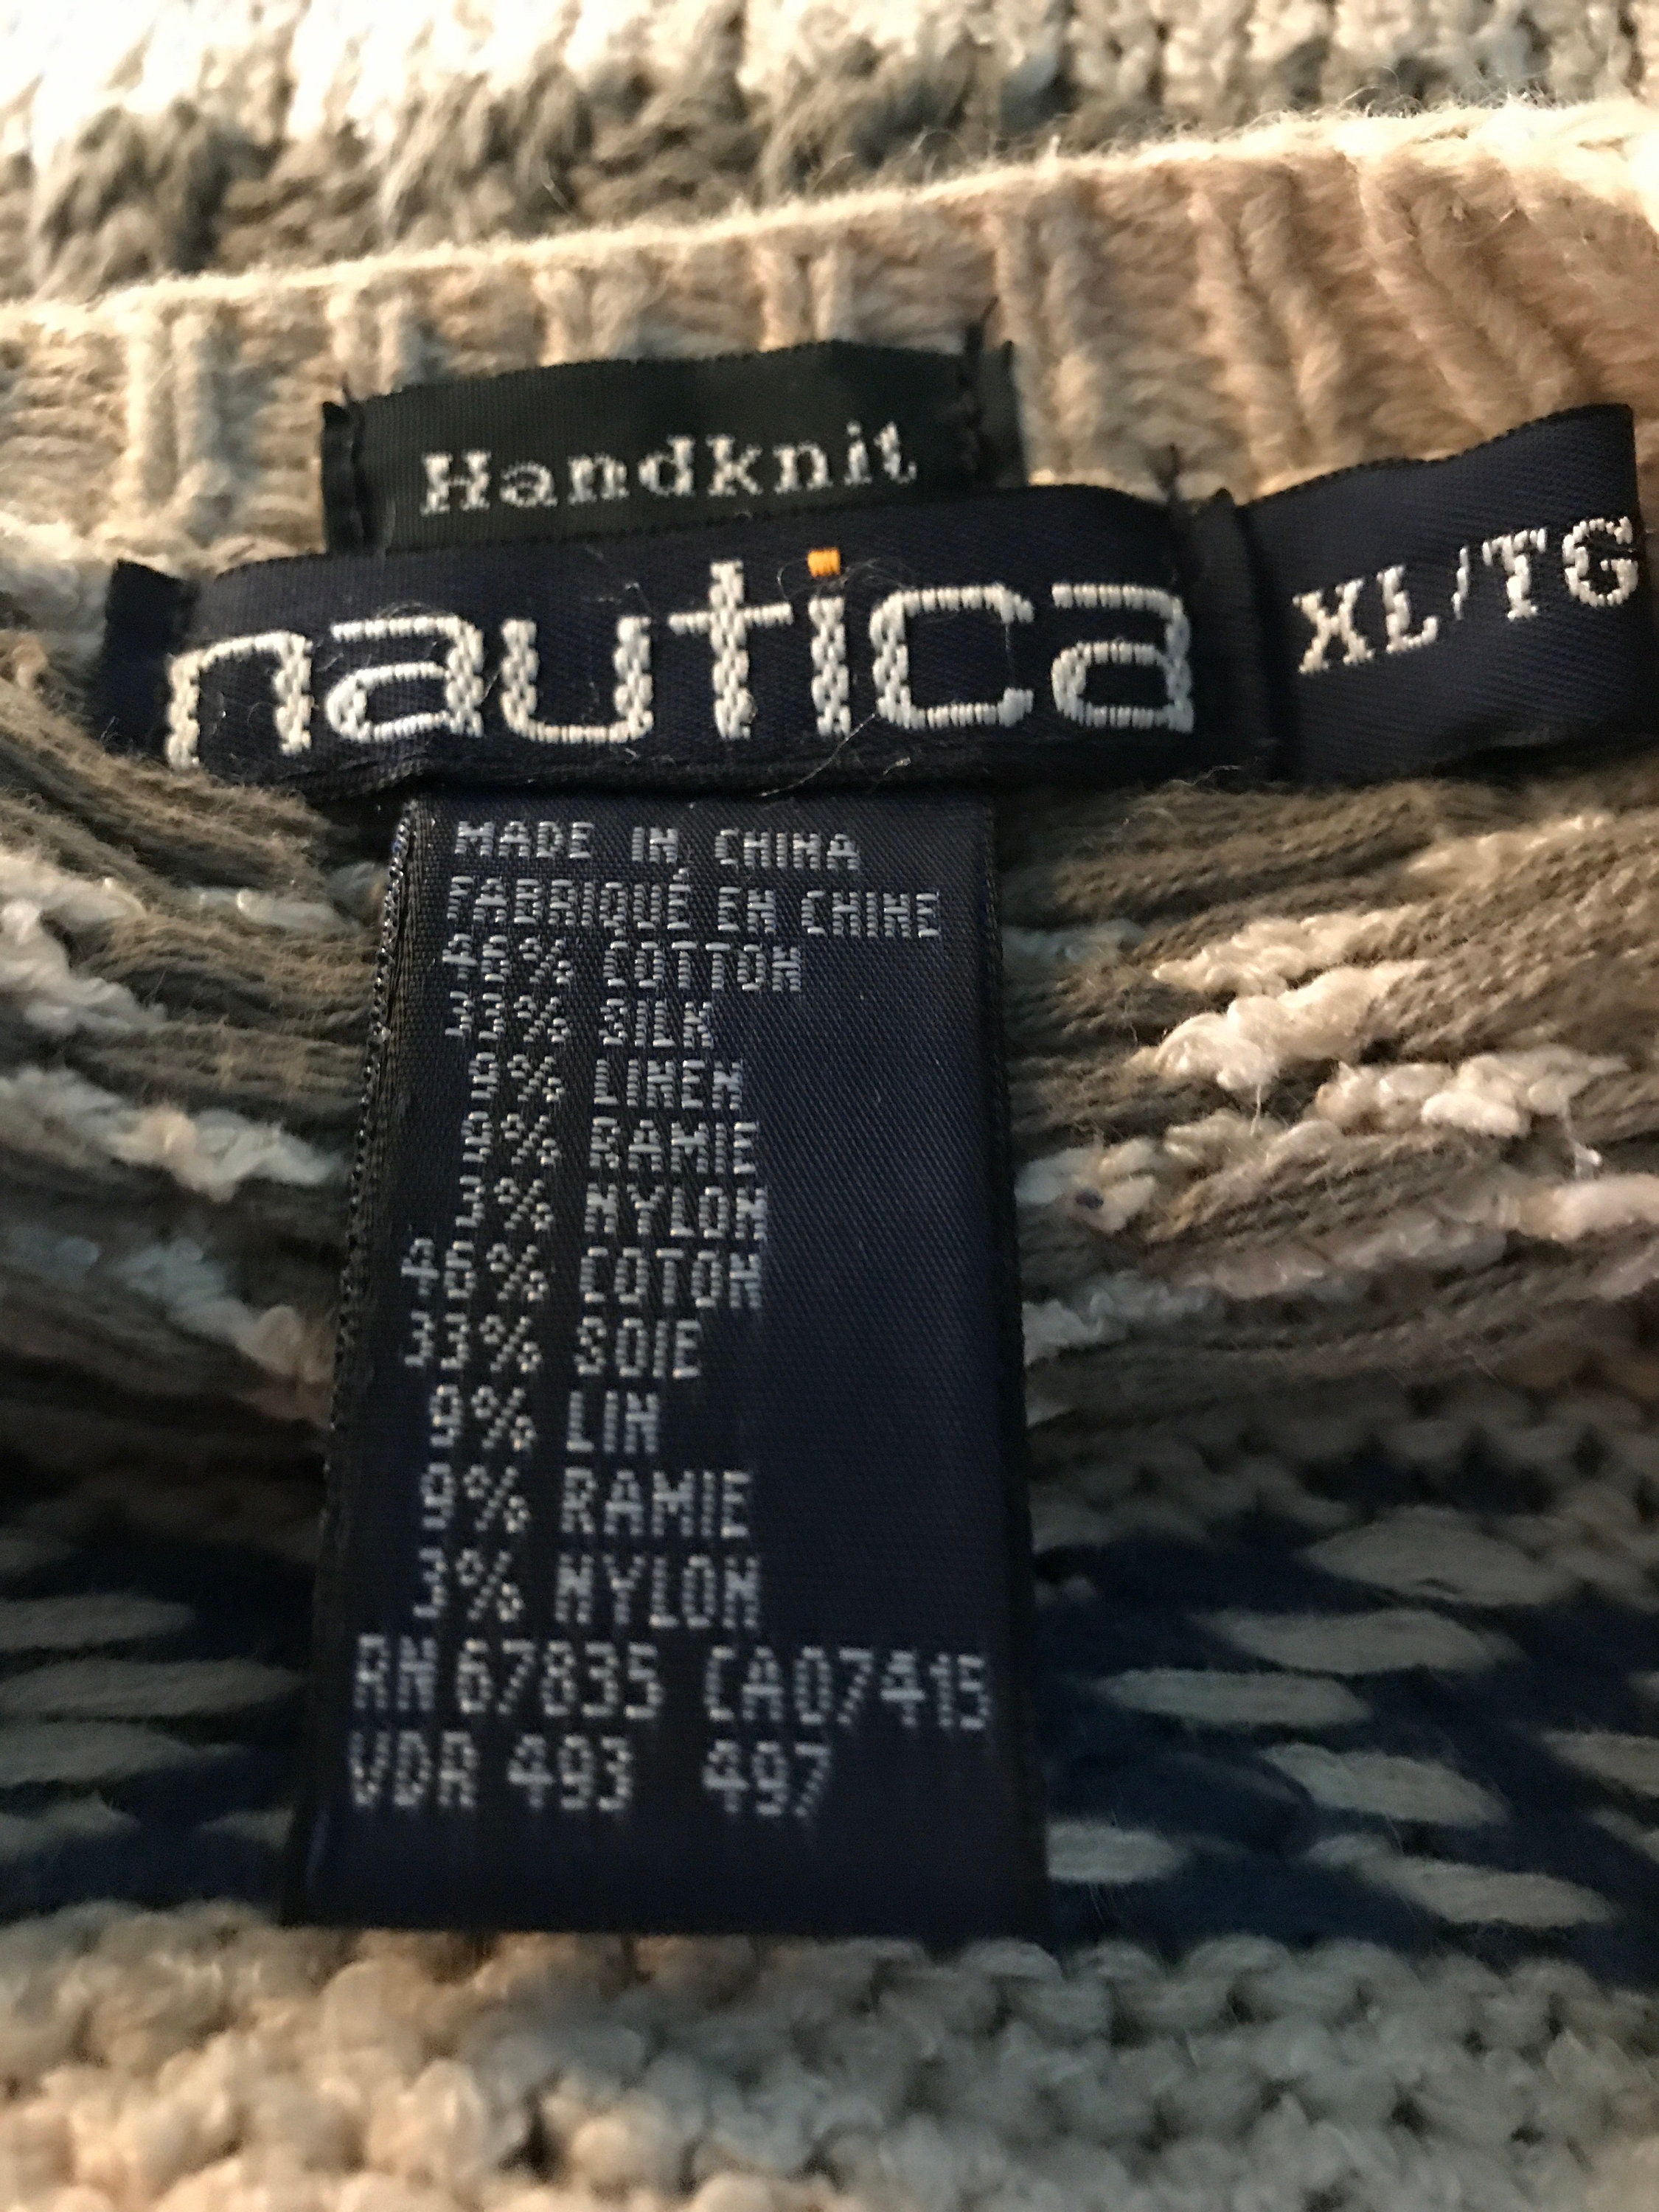 Handknit
nautica
XL/TG
MADE IN CHINA
FABRIQUÉ EN CHINE
46% COTTON
33% SILK
9% LINEN
9% RAMIE
3% NYLON
46% COTON
33% SOIE
9% LIN
9% RAMIE
3% NYLON
RN 67835 CA07415
VDR 493 497